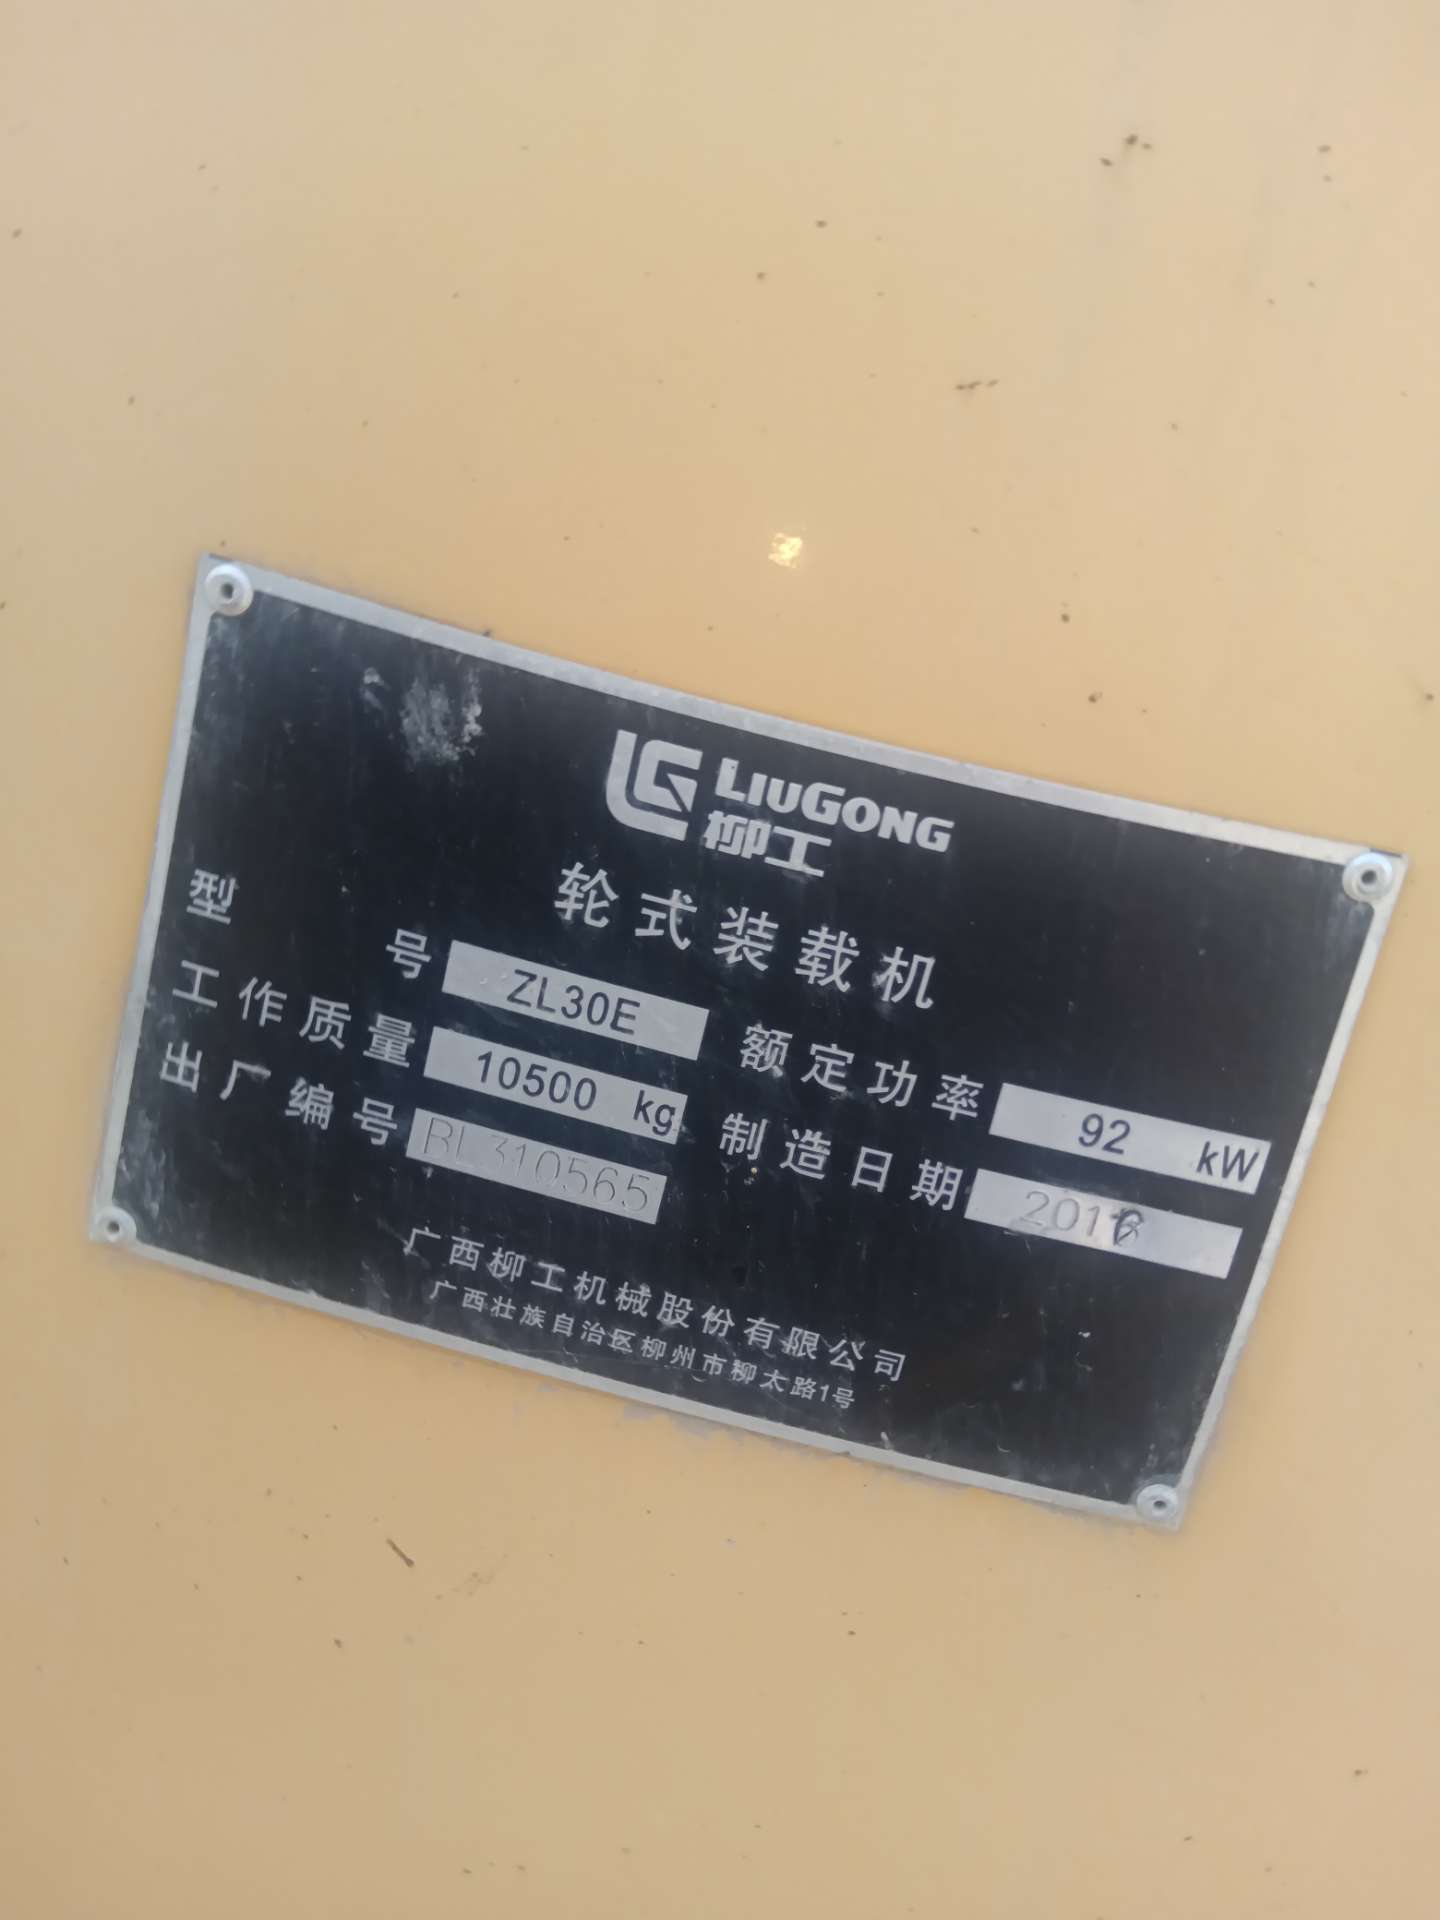 LIUGONG
柳工
轮式装载机
型号 ZL30E 额定功率 92 kW
工作质量 10500 kg 制造日期
出厂编号 BL310565
广西柳工机械股份有限公司
广西壮族自治区柳州市柳太路1号